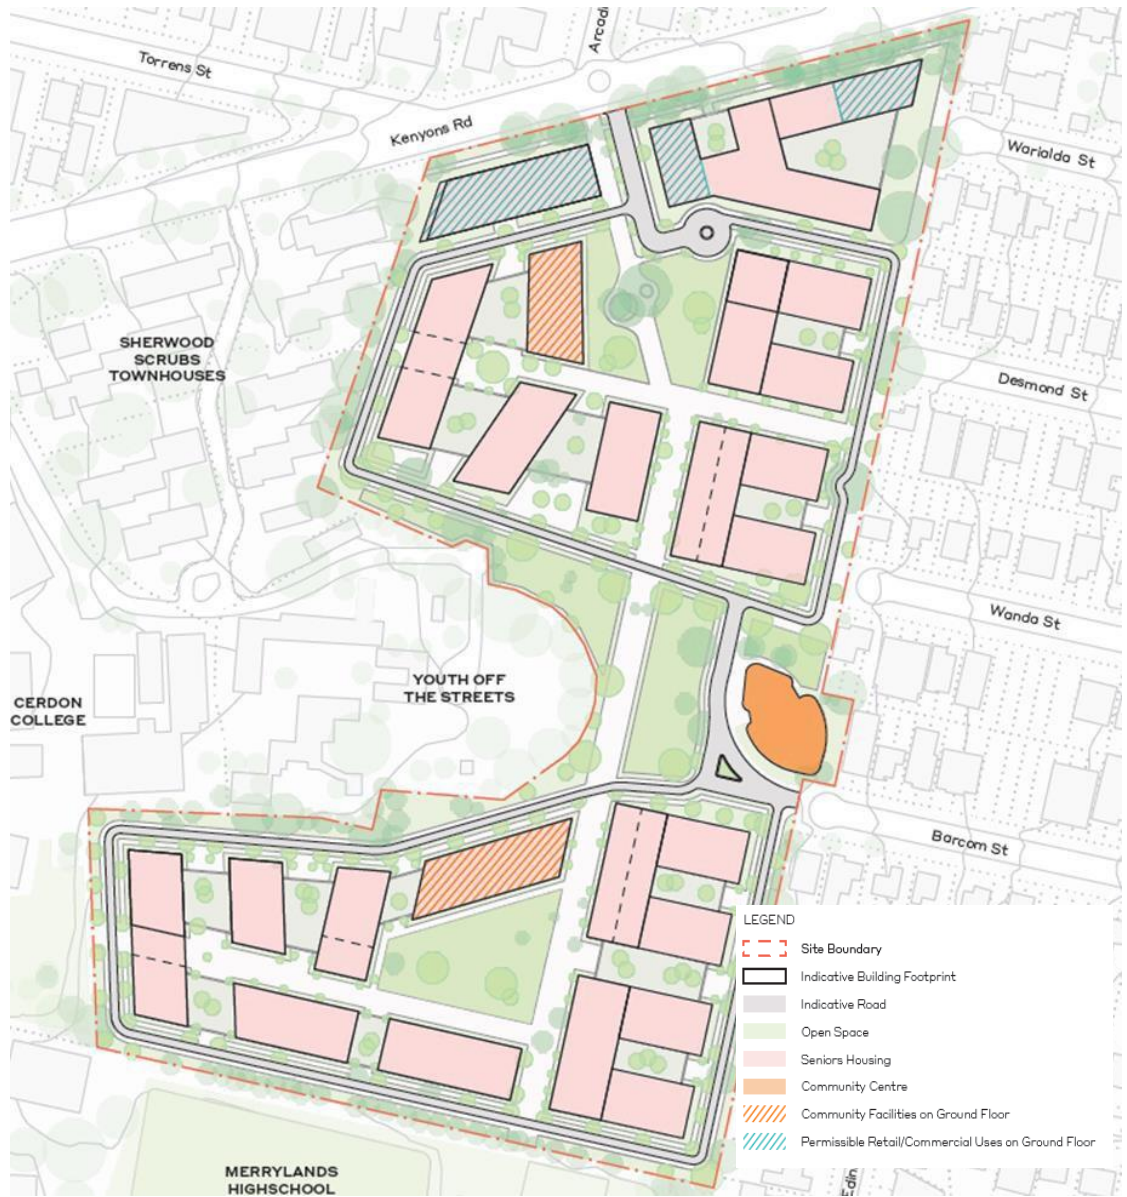 Torrens St
Arcadi
Kenyons Rd
Warialda St
SHERWOOD
SCRUBS
TOWNHOUSES
Desmond St
Wanda St
YOUTH OFF
THE STREETS
CERDON
COLLEGE
Barcom St
LEGEND
Site Boundary
Indicative Building Footprint
Indicative Road
Open Space
Seniors Housing
Community Centre
Community Facilities on Ground Floor
Permissible Retail/Commercial Uses on Ground Floor
MERRYLANDS
HIGHSCHOOL
Edin